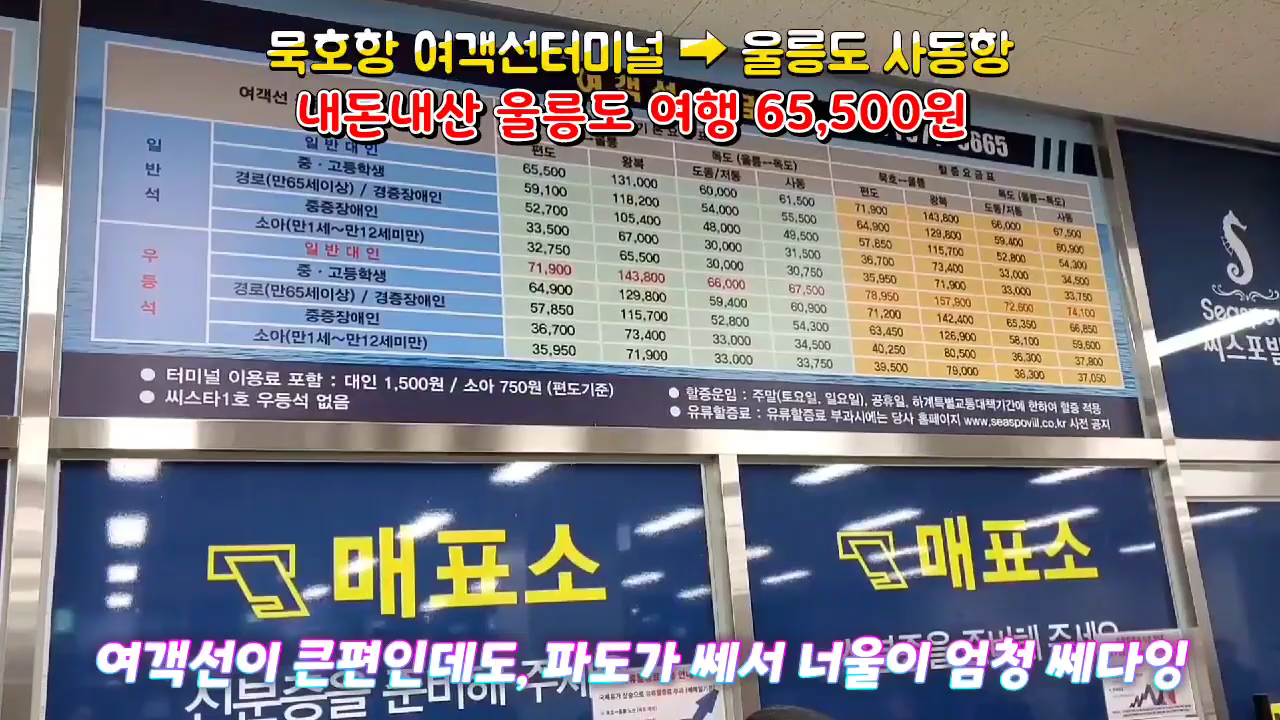 묵호항 여객선터미널 ➡ 울릉도 사동항
내돈내산 울릉도 여행 65,500원
여객선
할 증 요 금 표
독도 (울릉↔독도)
묵호↔울릉
독도 (울릉↔독도)
편도 왕복 도동/저동 사동 편도 왕복 도동/저동 사동
일반석
일 반 대 인 65,500 131,000 60,000 61,500 71,900 143,800 66,000 67,500
중 · 고등학생 59,100 118,200 54,000 55,500 64,900 129,800 59,400 60,900
경로(만65세이상) / 경증장애인 52,700 105,400 48,000 49,500 57,850 115,700 52,800 54,300
중증장애인 33,500 67,000 30,000 31,500 36,700 73,400 33,000 34,500
소아(만1세~만12세미만) 32,750 65,500 30,000 30,750 35,950 71,900 33,000 33,750
우등석
일 반 대 인 71,900 143,800 66,000 67,500 78,950 157,900 72,600 74,100
중 · 고등학생 64,900 129,800 59,400 60,900 71,200 142,400 65,350 66,850
경로(만65세이상) / 경증장애인 57,850 115,700 52,800 54,300 63,450 126,900 58,100 59,600
중증장애인 36,700 73,400 33,000 34,500 40,250 80,500 36,300 37,800
소아(만1세~만12세미만) 35,950 71,900 33,000 33,750 39,500 79,000 36,300 37,050
● 터미널 이용료 포함 : 대인 1,500원 / 소아 750원 (편도기준)
● 씨스타1호 우등석 없음
● 할증운임 : 주말(토요일, 일요일), 공휴일, 하계특별교통대책기간에 한하여 할증 적용
● 유류할증료 : 유류할증료 부과시에는 당사 홈페이지 www.seaspovill.co.kr 사전 공지
매표소
매표소
여객선이 큰편인데도, 파도가 쎄서 너울이 엄청 쎄다잉
신분증을 준비해 주세
준비해 주세요